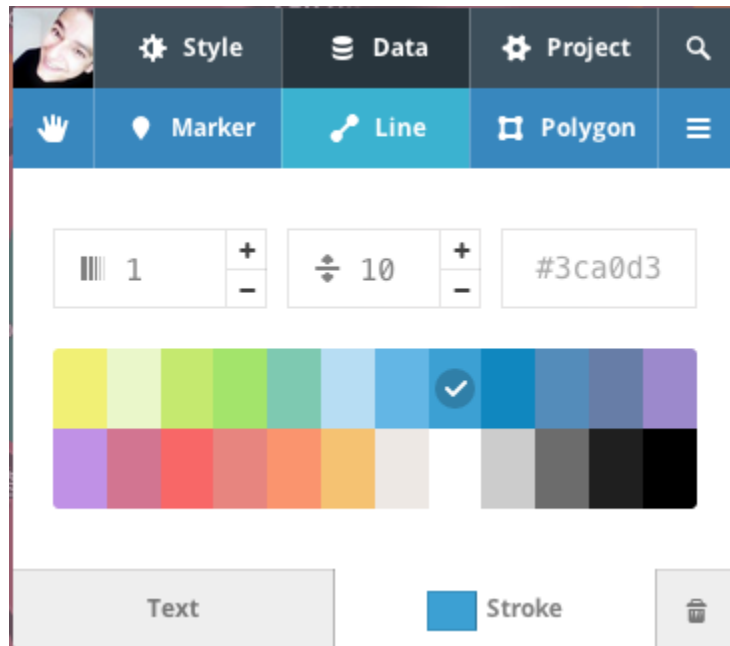 Style Data Project
Marker Line Polygon
1 + - 10 + - #3ca0d3
Text Stroke